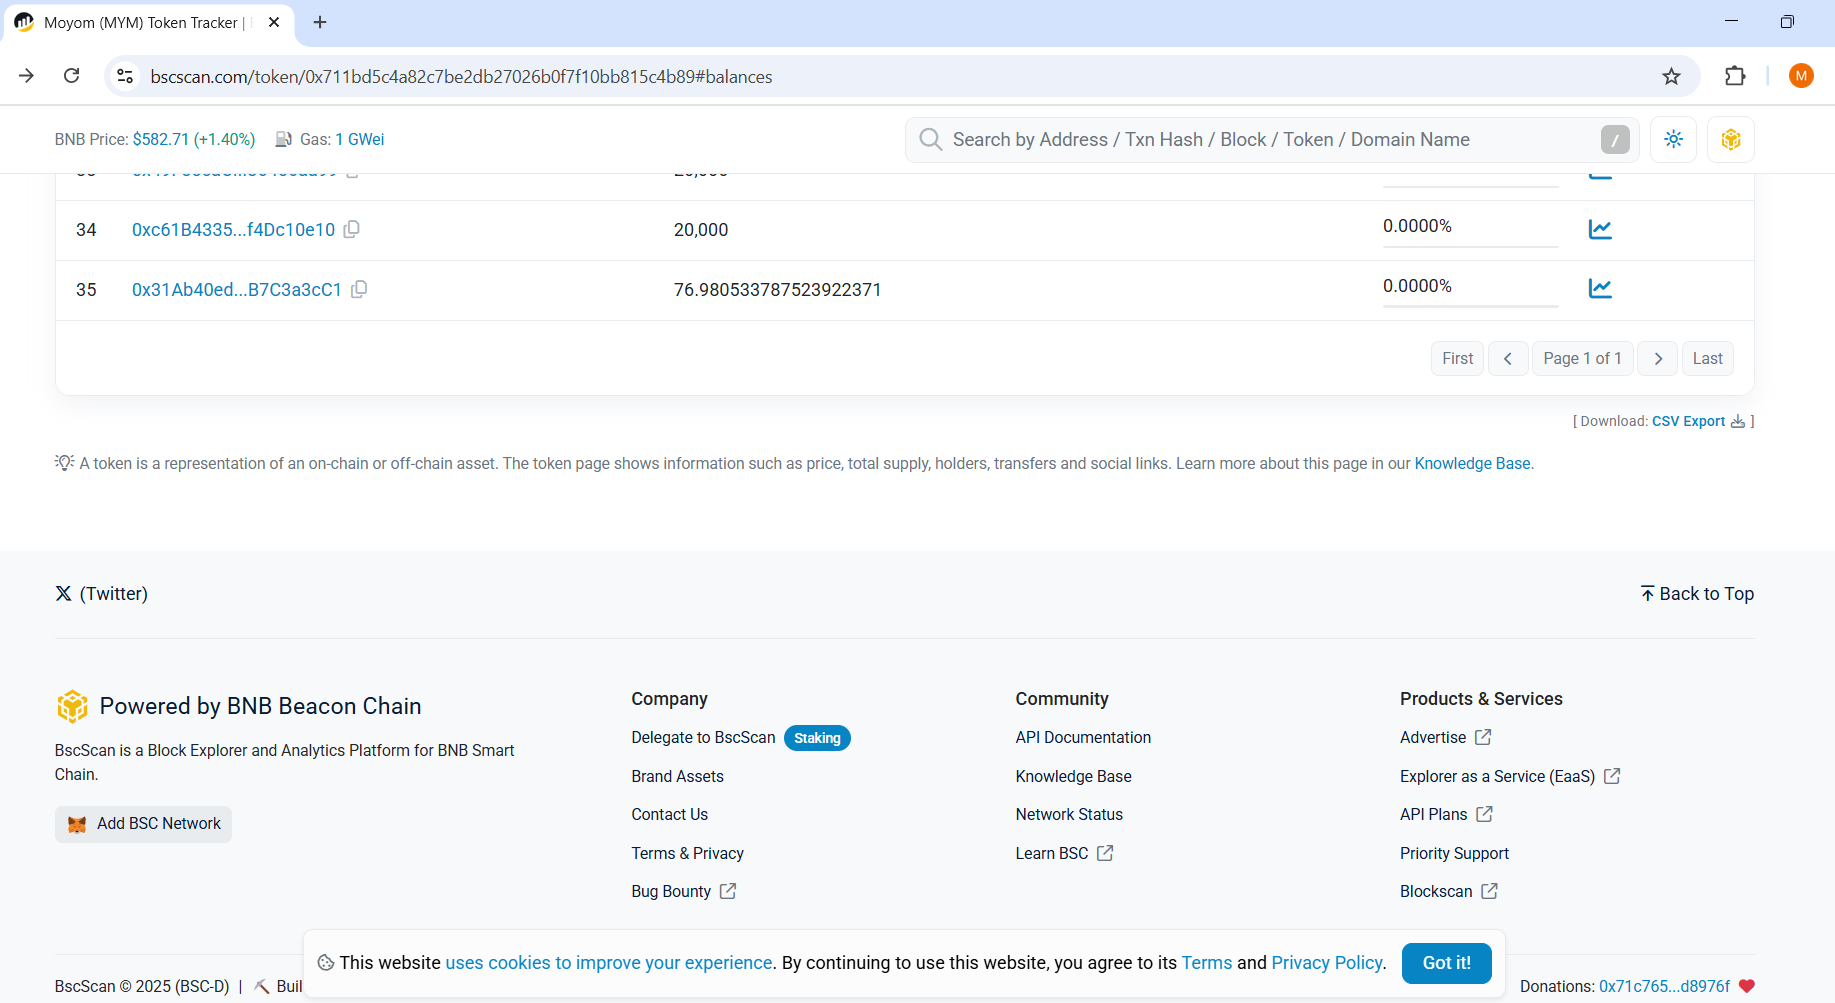 Moyom (MYM) Token Tracker |
bscscan.com/token/0x711bd5c4a82c7be2db27026b0f7f10bb815c4b89#balances
M
BNB Price: $582.71 (+1.40%) Gas: 1 GWei
Search by Address / Txn Hash / Block / Token / Domain Name /
34 0xc61B4335...f4Dc10e10 20,000 0.0000%
35 0x31Ab40ed...B7C3a3cC1 76.980533787523922371 0.0000%
First Page 1 of 1 Last
[ Download: CSV Export ]
A token is a representation of an on-chain or off-chain asset. The token page shows information such as price, total supply, holders, transfers and social links. Learn more about this page in our Knowledge Base.
X (Twitter)
Back to Top
Powered by BNB Beacon Chain
BscScan is a Block Explorer and Analytics Platform for BNB Smart
Chain.
Add BSC Network
Company
Delegate to BscScan Staking
Brand Assets
Contact Us
Terms & Privacy
Bug Bounty
Community
API Documentation
Knowledge Base
Network Status
Learn BSC
Products & Services
Advertise
Explorer as a Service (EaaS)
API Plans
Priority Support
Blockscan
This website uses cookies to improve your experience. By continuing to use this website, you agree to its Terms and Privacy Policy. Got it!
BscScan © 2025 (BSC-D) | Buil
Donations: 0x71c765...d8976f